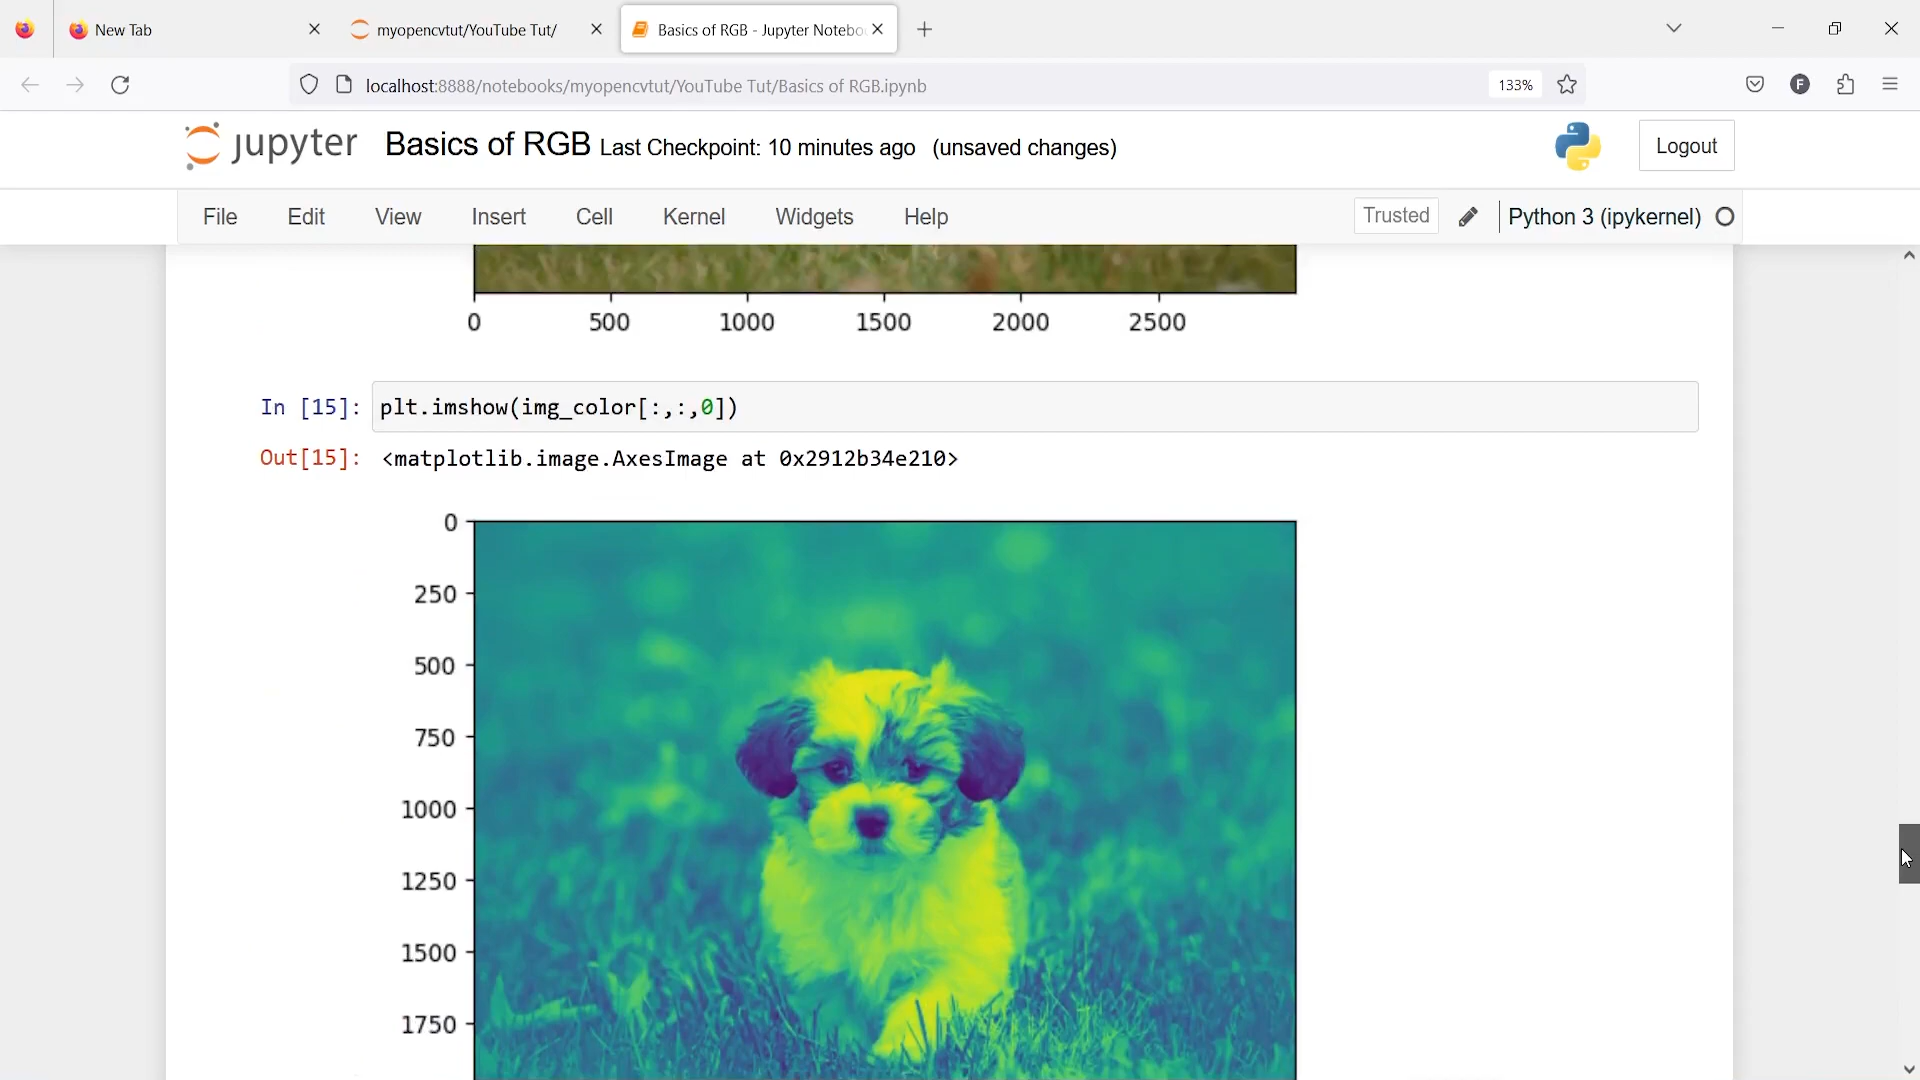 New Tab
myopencvtut/YouTube Tut/
Basics of RGB - Jupyter Notebo
localhost:8888/notebooks/myopencvtut/YouTube Tut/Basics of RGB.ipynb
133%
F
jupyter Basics of RGB Last Checkpoint: 10 minutes ago (unsaved changes)
Logout
File Edit View Insert Cell Kernel Widgets Help
Trusted
Python 3 (ipykernel)
0 500 1000 1500 2000 2500
In [15]: plt.imshow(img_color[:,:,0])
Out[15]: <matplotlib.image.AxesImage at 0x2912b34e210>
0
250
500
750
1000
1250
1500
1750